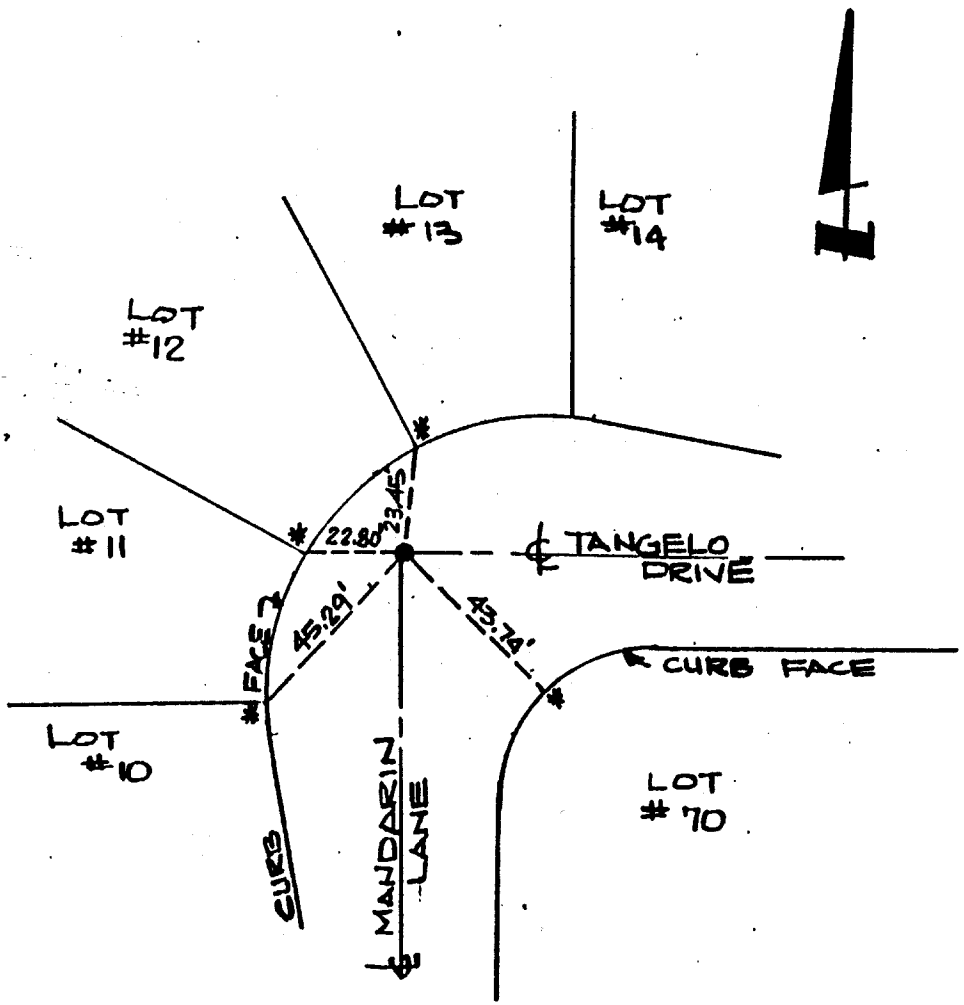 LOT
# 13
LOT
#14
LOT
#12
*
23.45'
LOT
# 11
*
22.80'
℄ TANGELO
DRIVE
45.29'
43.74'
* FACE
CURB FACE
*
LOT
#10
MANDARIN
LANE
℄
LOT
# 70
CURB